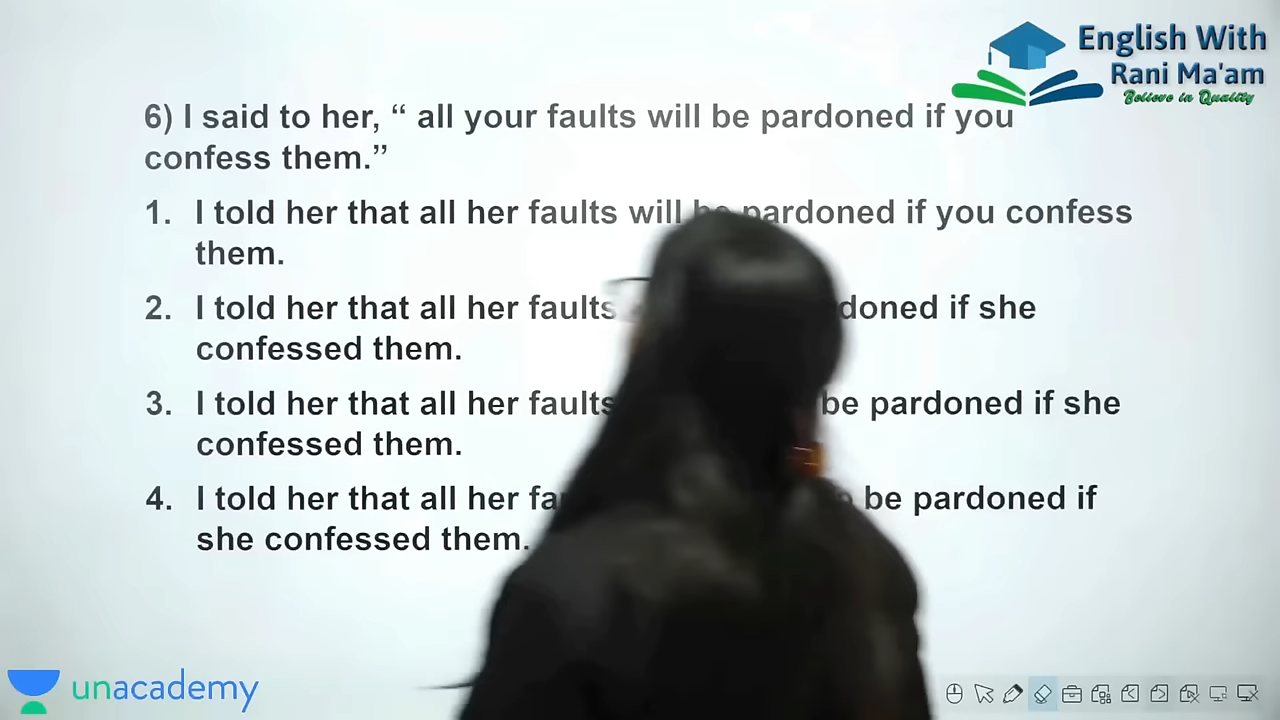 English With
Rani Ma'am
Believe in Quality
6) I said to her, “ all your faults will be pardoned if you
confess them.”
1. I told her that all her faults will be pardoned if you confess
them.
2. I told her that all her faults if she
confessed them.
3. I told her that all her faults be pardoned if she
confessed them.
4. I told her that all her be pardoned if
she confessed them.
unacademy